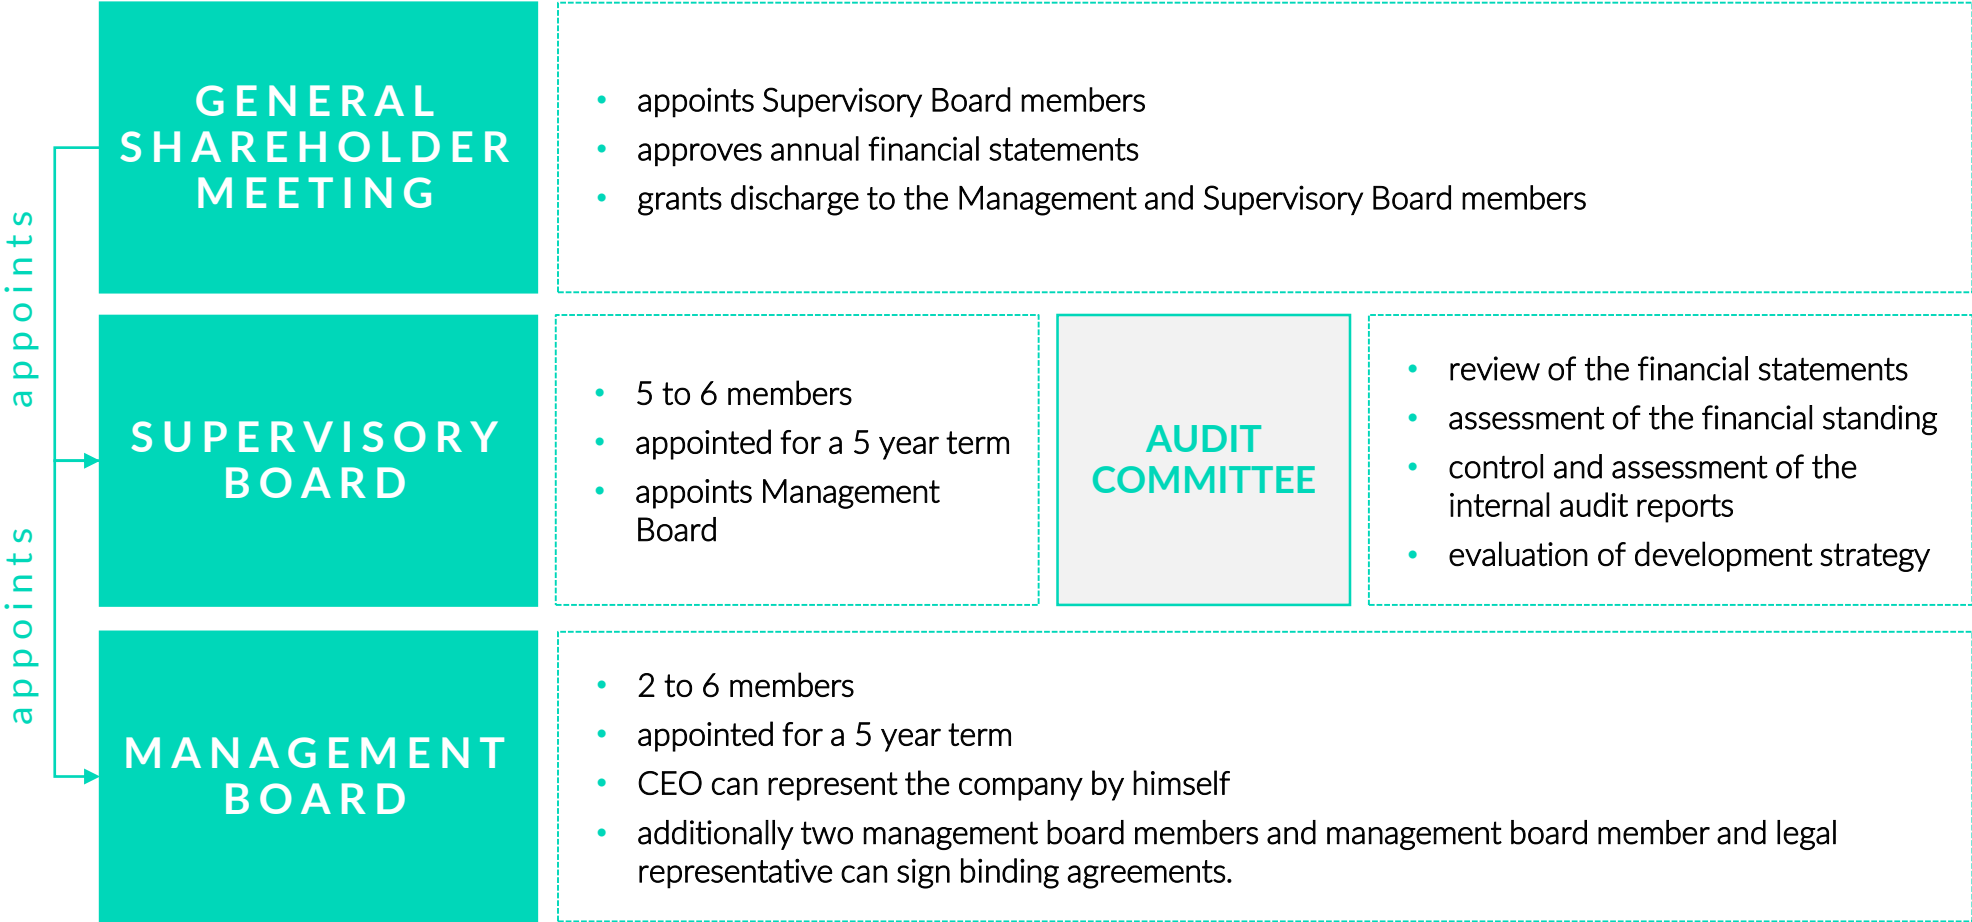 GENERAL
SHAREHOLDER
MEETING
• appoints Supervisory Board members
• approves annual financial statements
• grants discharge to the Management and Supervisory Board members
appoints
SUPERVISORY
BOARD
• 5 to 6 members
• appointed for a 5 year term
• appoints Management
Board
AUDIT
COMMITTEE
• review of the financial statements
• assessment of the financial standing
• control and assessment of the
internal audit reports
• evaluation of development strategy
appoints
MANAGEMENT
BOARD
• 2 to 6 members
• appointed for a 5 year term
• CEO can represent the company by himself
• additionally two management board members and management board member and legal
representative can sign binding agreements.